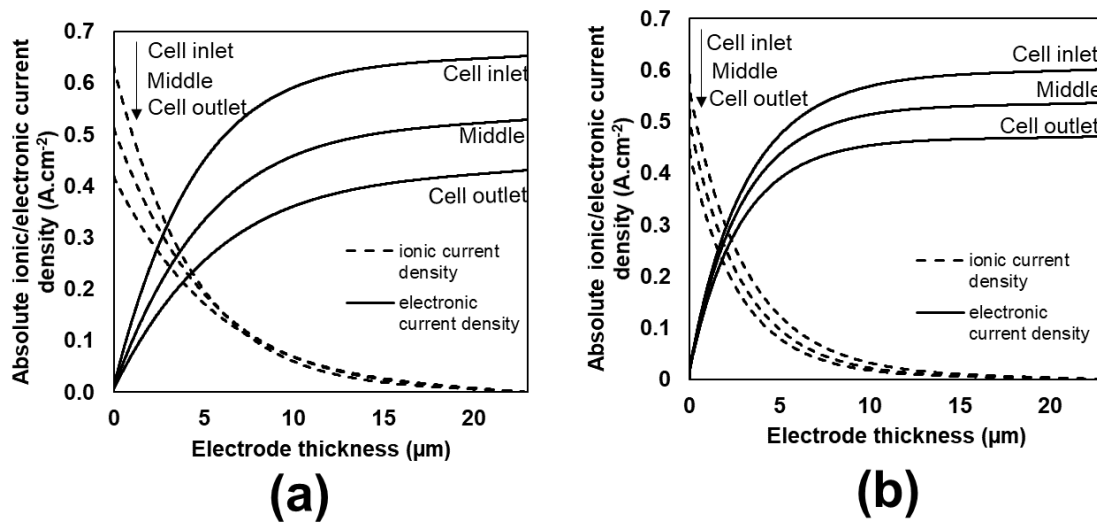 Absolute ionic/electronic current
density (A.cm-2)
0.7
0.6
0.5
0.4
0.3
0.2
0.1
0.0
Cell inlet
Middle
Cell outlet
Cell inlet
Middle
Cell outlet
ionic current
density
electronic
current density
0
5
10
15
20
Electrode thickness (µm)
(a)
Absolute ionic/electronic current
density (A.cm-2)
0.7
0.6
0.5
0.4
0.3
0.2
0.1
0
Cell inlet
Middle
Cell outlet
Cell inlet
Middle
Cell outlet
ionic current
density
electronic
current density
0
5
10
15
20
Electrode thickness (µm)
(b)